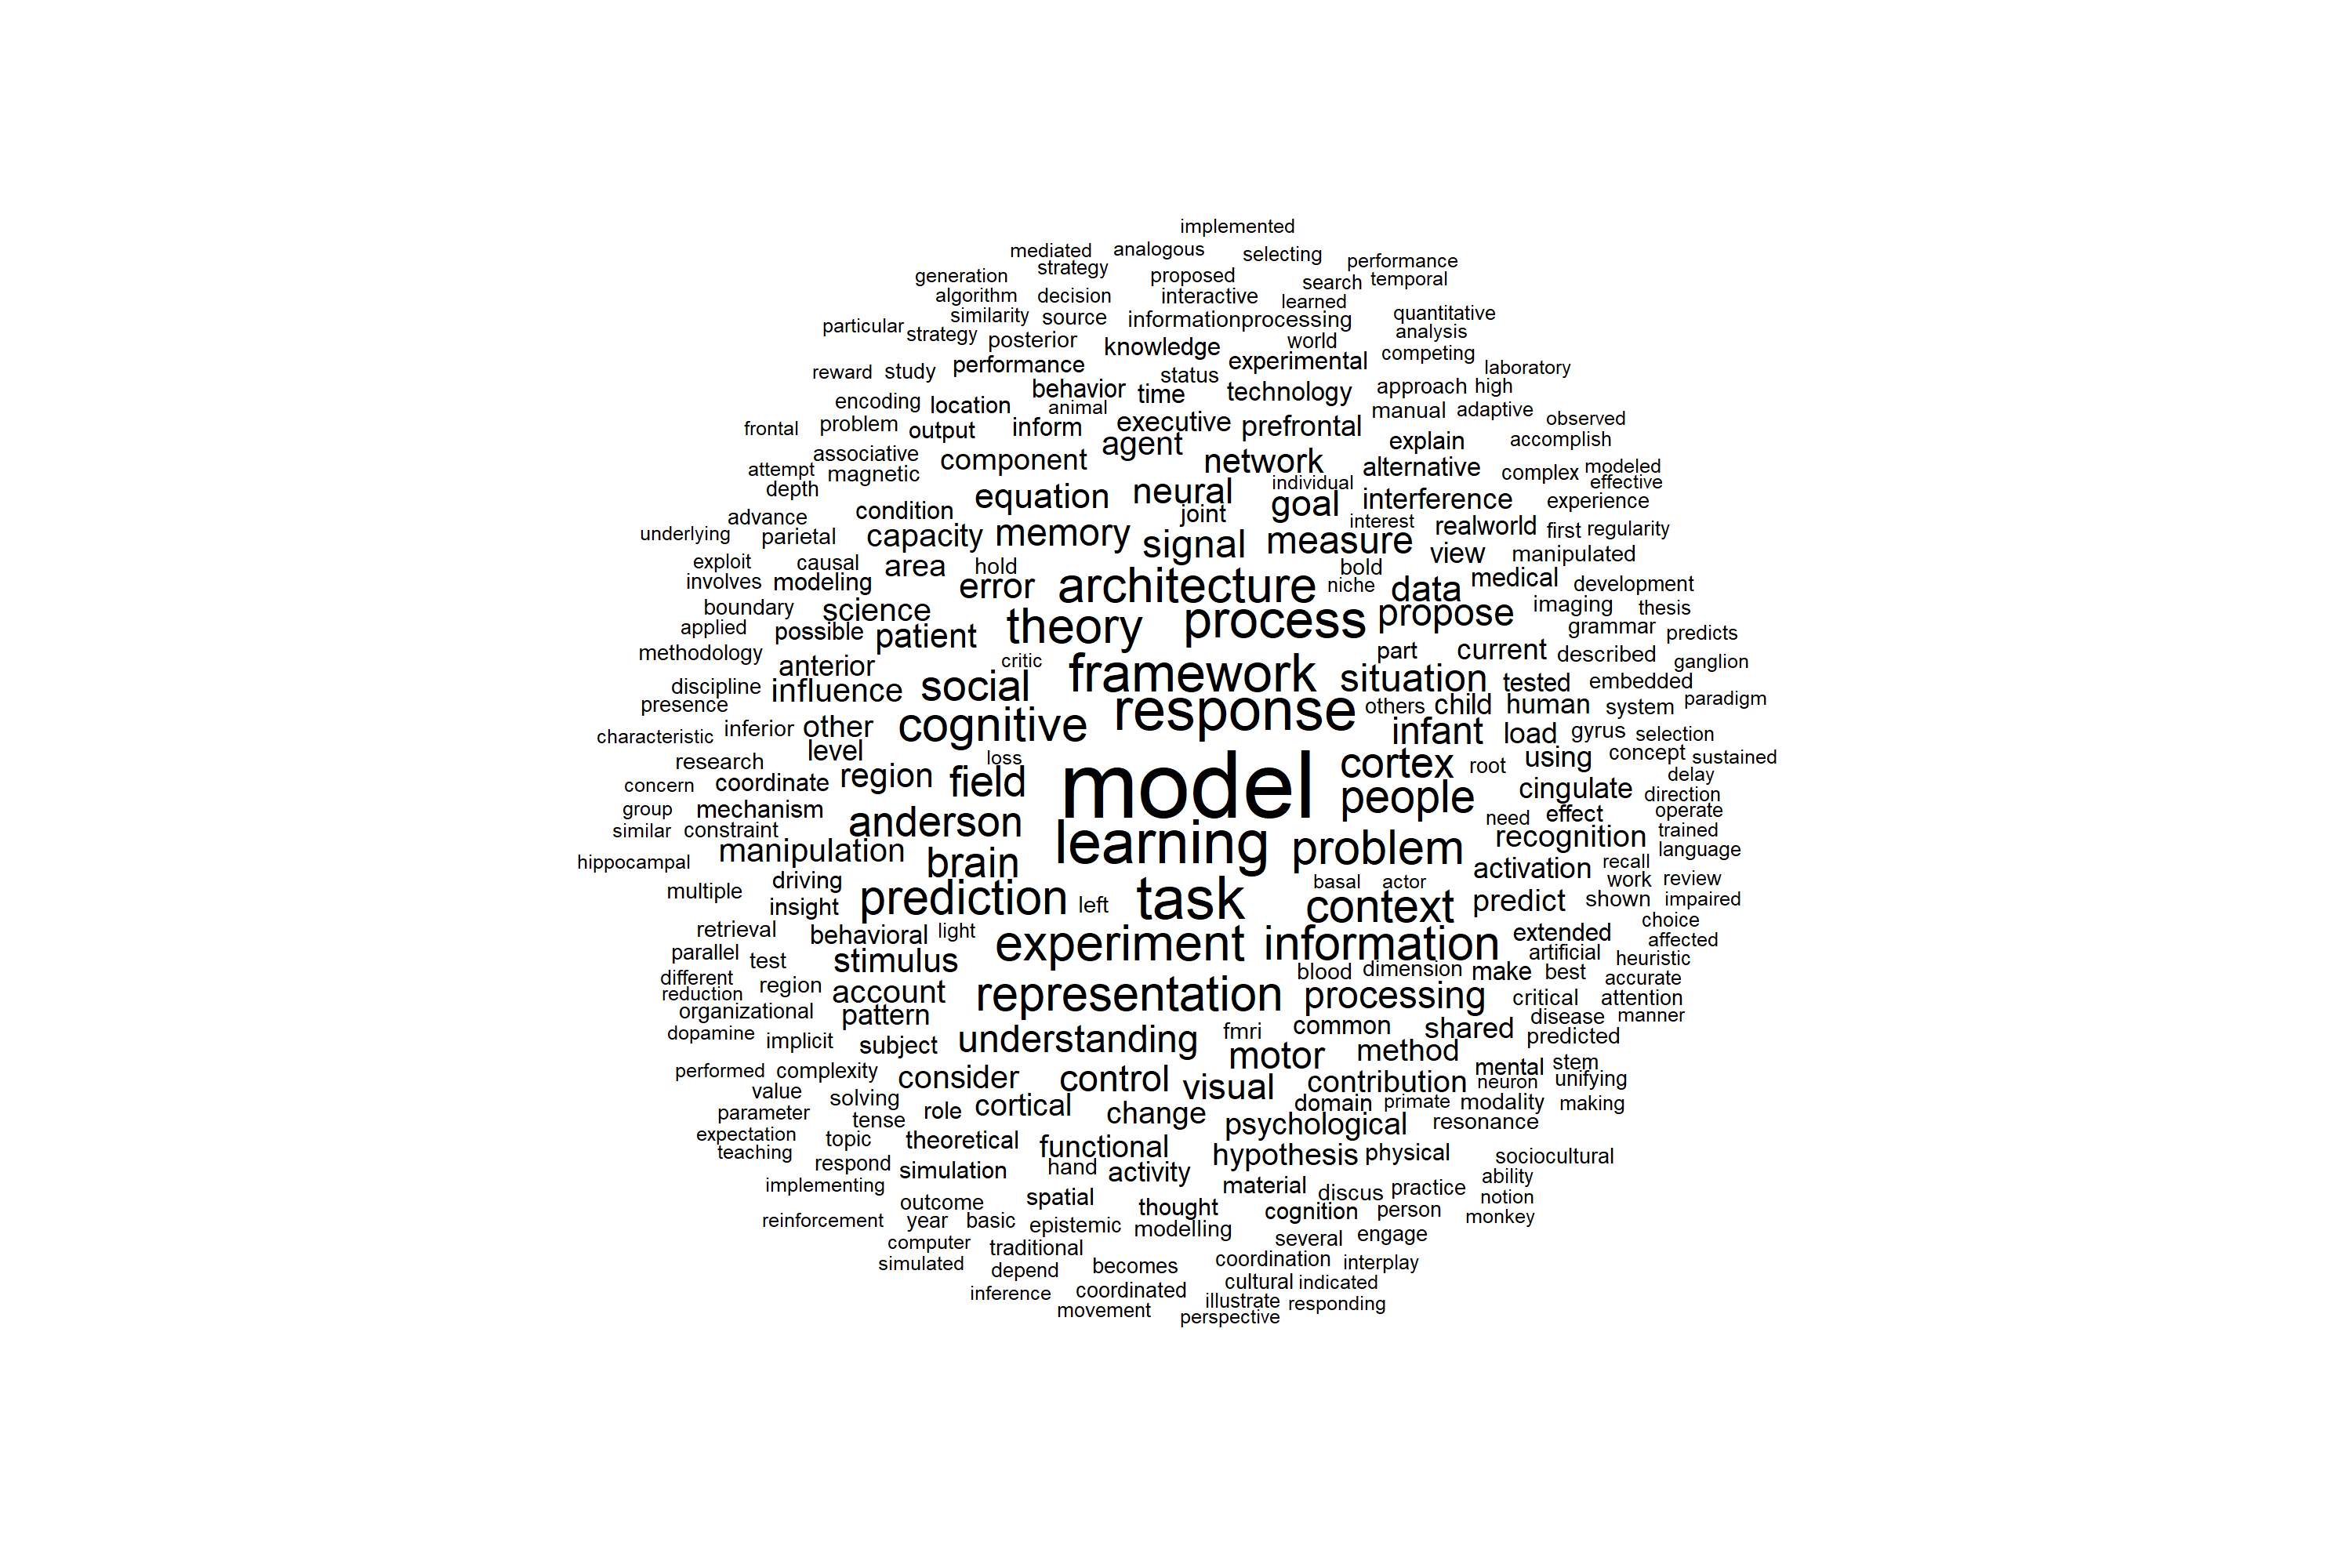 implemented
mediated analogous selecting performance
generation strategy proposed search temporal
algorithm decision interactive learned
particular similarity source informationprocessing quantitative
strategy posterior knowledge world analysis
reward study performance status experimental competing laboratory
encoding location behavior animal time technology approach high
frontal problem output inform executive prefrontal manual adaptive observed
associative component agent network explain accomplish
attempt magnetic alternative complex modeled
depth equation neural individual goal interference effective
advance condition joint interest realworld experience
underlying parietal capacity memory signal measure view first regularity
exploit causal area hold bold manipulated
involves modeling error architecture niche data medical development
boundary science theory process propose imaging thesis
applied possible patient part current grammar predicts
methodology anterior critic framework situation described ganglion
discipline influence social tested embedded
presence cognitive response others child human system paradigm
characteristic inferior other infant load gyrus selection
research level loss cortex root using concept sustained
concern coordinate region field model people cingulate delay
group mechanism anderson need effect direction
similar constraint learning problem recognition operate
hippocampal manipulation brain activation trained
multiple driving prediction left task basal actor recall language
insight context predict work review
retrieval behavioral light experiment information shown impaired
parallel test stimulus extended choice
different region account representation blood dimension make artificial affected
reduction pattern processing best heuristic
organizational understanding fmri common critical accurate
dopamine implicit subject motor shared attention
performed complexity consider control visual method disease manner
value solving role cortical change contribution mental predicted
parameter tense domain neuron stem
expectation topic theoretical functional psychological primate modality unifying
teaching respond simulation hand activity hypothesis physical resonance making
implementing outcome spatial thought material discus practice sociocultural
reinforcement year basic epistemic modelling cognition person ability
computer traditional several engage notion
simulated depend becomes coordination interplay monkey
inference coordinated cultural indicated
movement illustrate responding
perspective